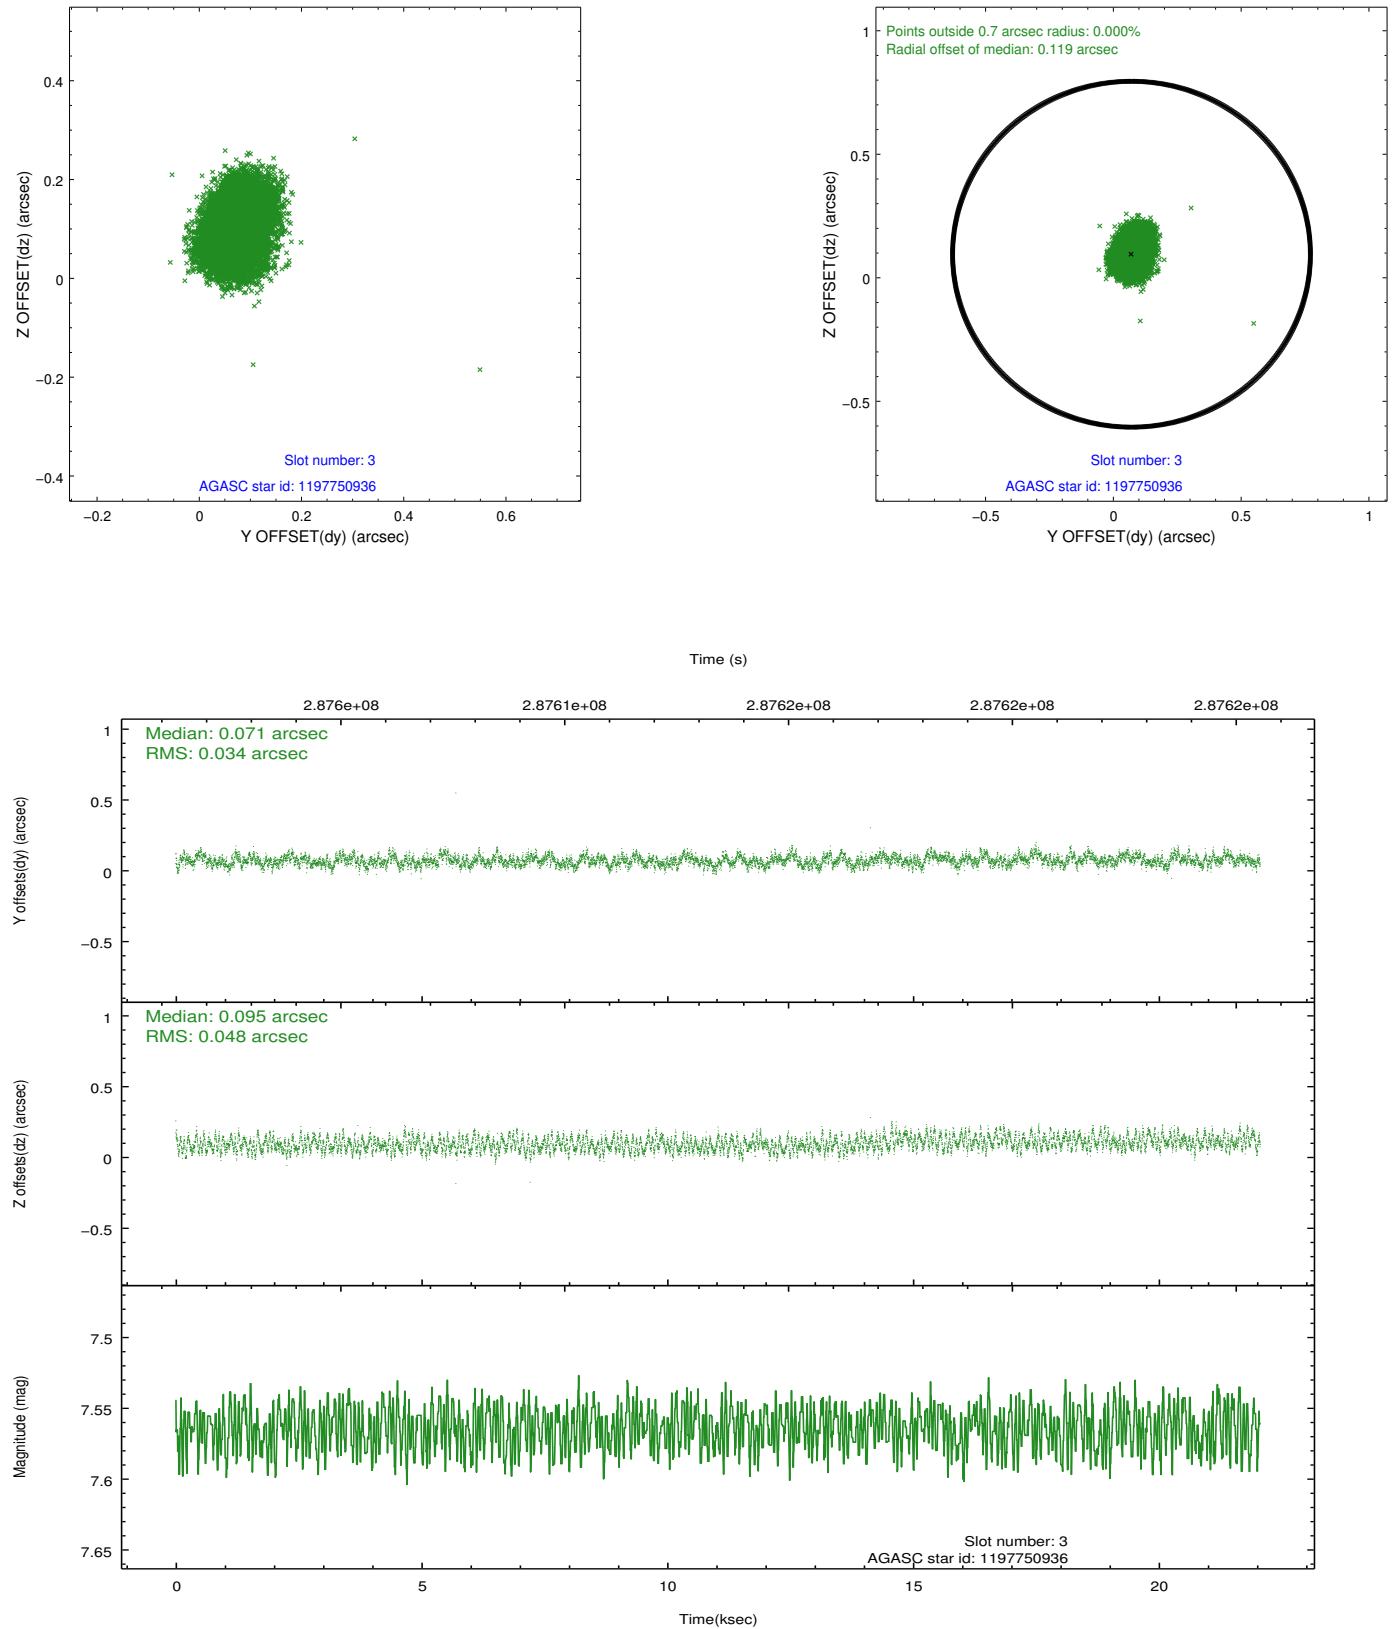 0.4
0.2
0
−0.2
−0.4
Z OFFSET(dz) (arcsec)
Slot number: 3
AGASC star id: 1197750936
−0.2 0 0.2 0.4 0.6
Y OFFSET(dy) (arcsec)
Points outside 0.7 arcsec radius: 0.000%
Radial offset of median: 0.119 arcsec
1
0.5
0
−0.5
Z OFFSET(dz) (arcsec)
Slot number: 3
AGASC star id: 1197750936
−0.5 0 0.5 1
Y OFFSET(dy) (arcsec)
Time (s)
2.876e+08 2.8761e+08 2.8762e+08 2.8762e+08 2.8762e+08
Median: 0.071 arcsec
RMS: 0.034 arcsec
1
0.5
0
−0.5
Y offsets(dy) (arcsec)
Median: 0.095 arcsec
RMS: 0.048 arcsec
1
0.5
0
−0.5
Z offsets(dz) (arcsec)
7.5
7.55
7.6
7.65
Magnitude (mag)
Slot number: 3
AGASC star id: 1197750936
0 5 10 15 20
Time(ksec)